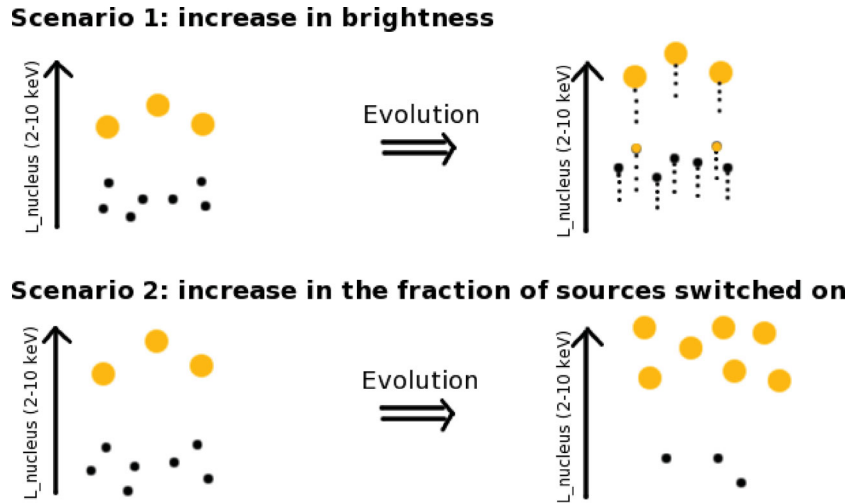 Scenario 1: increase in brightness
L_nucleus (2-10 keV)
Evolution
L_nucleus (2-10 keV)
Scenario 2: increase in the fraction of sources switched on
L_nucleus (2-10 keV)
Evolution
L_nucleus (2-10 keV)